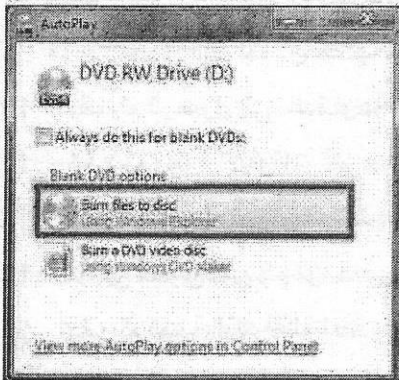 AutoPlay
DVD RW Drive (D:)
Always do this for blank DVDs:
Blank DVD options
Burn files to disc
using Windows Explorer
Burn a DVD video disc
using Windows DVD Maker
View more AutoPlay options in Control Panel